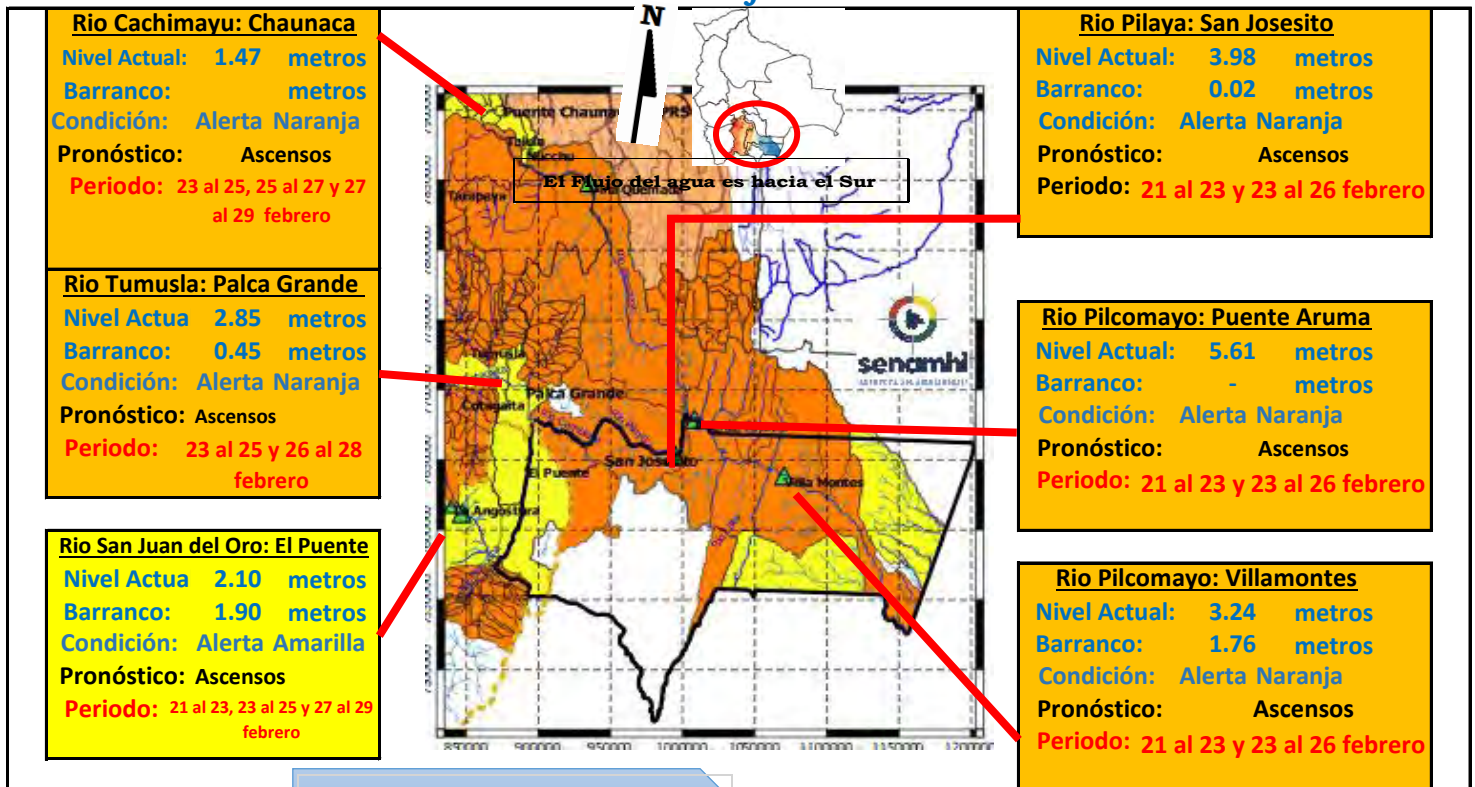 Rio Cachimayu: Chaunaca
Nivel Actual: 1.47 metros
Barranco: metros
Condición: Alerta Naranja
Pronóstico: Ascensos
Periodo: 23 al 25, 25 al 27 y 27
al 29 febrero
Rio Tumusla: Palca Grande
Nivel Actua 2.85 metros
Barranco: 0.45 metros
Condición: Alerta Naranja
Pronóstico: Ascensos
Periodo: 23 al 25 y 26 al 28
febrero
Rio San Juan del Oro: El Puente
Nivel Actua 2.10 metros
Barranco: 1.90 metros
Condición: Alerta Amarilla
Pronóstico: Ascensos
Periodo: 21 al 23, 23 al 25 y 27 al 29
febrero
N
Puente Chauna
El Flujo del agua es hacia el Sur
Tarapaya
senamhi
Tumusla
Palca Grande
Cotagaita
El Puente
Villa Montes
Angostura
850000 900000 950000 1000000 1050000 1100000 1150000
Rio Pilaya: San Josesito
Nivel Actual: 3.98 metros
Barranco: 0.02 metros
Condición: Alerta Naranja
Pronóstico: Ascensos
Periodo: 21 al 23 y 23 al 26 febrero
Rio Pilcomayo: Puente Aruma
Nivel Actual: 5.61 metros
Barranco: - metros
Condición: Alerta Naranja
Pronóstico: Ascensos
Periodo: 21 al 23 y 23 al 26 febrero
Rio Pilcomayo: Villamontes
Nivel Actual: 3.24 metros
Barranco: 1.76 metros
Condición: Alerta Naranja
Pronóstico: Ascensos
Periodo: 21 al 23 y 23 al 26 febrero